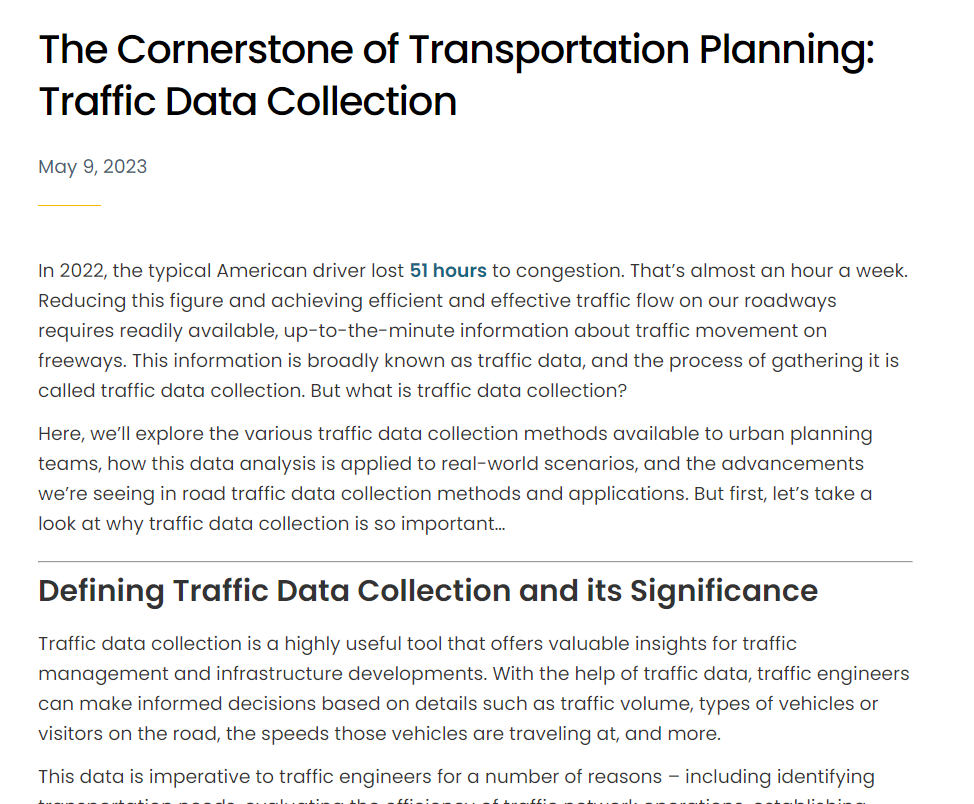 The Cornerstone of Transportation Planning:
Traffic Data Collection
May 9, 2023
In 2022, the typical American driver lost 51 hours to congestion. That’s almost an hour a week.
Reducing this figure and achieving efficient and effective traffic flow on our roadways
requires readily available, up-to-the-minute information about traffic movement on
freeways. This information is broadly known as traffic data, and the process of gathering it is
called traffic data collection. But what is traffic data collection?
Here, we’ll explore the various traffic data collection methods available to urban planning
teams, how this data analysis is applied to real-world scenarios, and the advancements
we’re seeing in road traffic data collection methods and applications. But first, let’s take a
look at why traffic data collection is so important…
Defining Traffic Data Collection and its Significance
Traffic data collection is a highly useful tool that offers valuable insights for traffic
management and infrastructure developments. With the help of traffic data, traffic engineers
can make informed decisions based on details such as traffic volume, types of vehicles or
visitors on the road, the speeds those vehicles are traveling at, and more.
This data is imperative to traffic engineers for a number of reasons – including identifying
transportation needs, evaluating the efficiency of traffic network operations, establishing